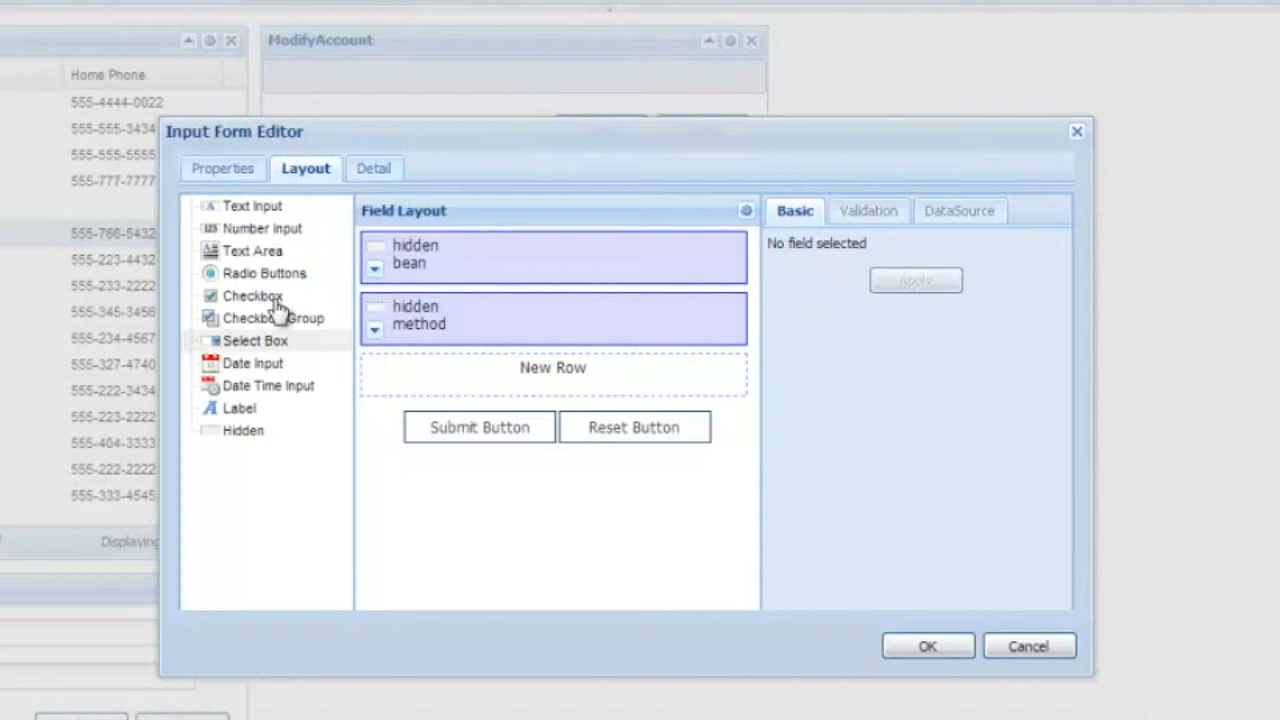 ModifyAccount
Home Phone
555-4444-0022
555-555-3434
555-555-5555
555-777-7777
555-766-5432
555-223-4432
555-233-2222
555-345-3456
555-234-4567
555-327-4740
555-222-3434
555-223-2222
555-404-3333
555-222-2222
555-333-4545
Displaying
Input Form Editor
Properties
Layout
Detail
Text Input
Number Input
Text Area
Radio Buttons
Checkbox
Checkbox Group
Select Box
Date Input
Date Time Input
Label
Hidden
Field Layout
hidden
bean
hidden
method
New Row
Submit Button
Reset Button
Basic
Validation
DataSource
No field selected
Apply
OK
Cancel